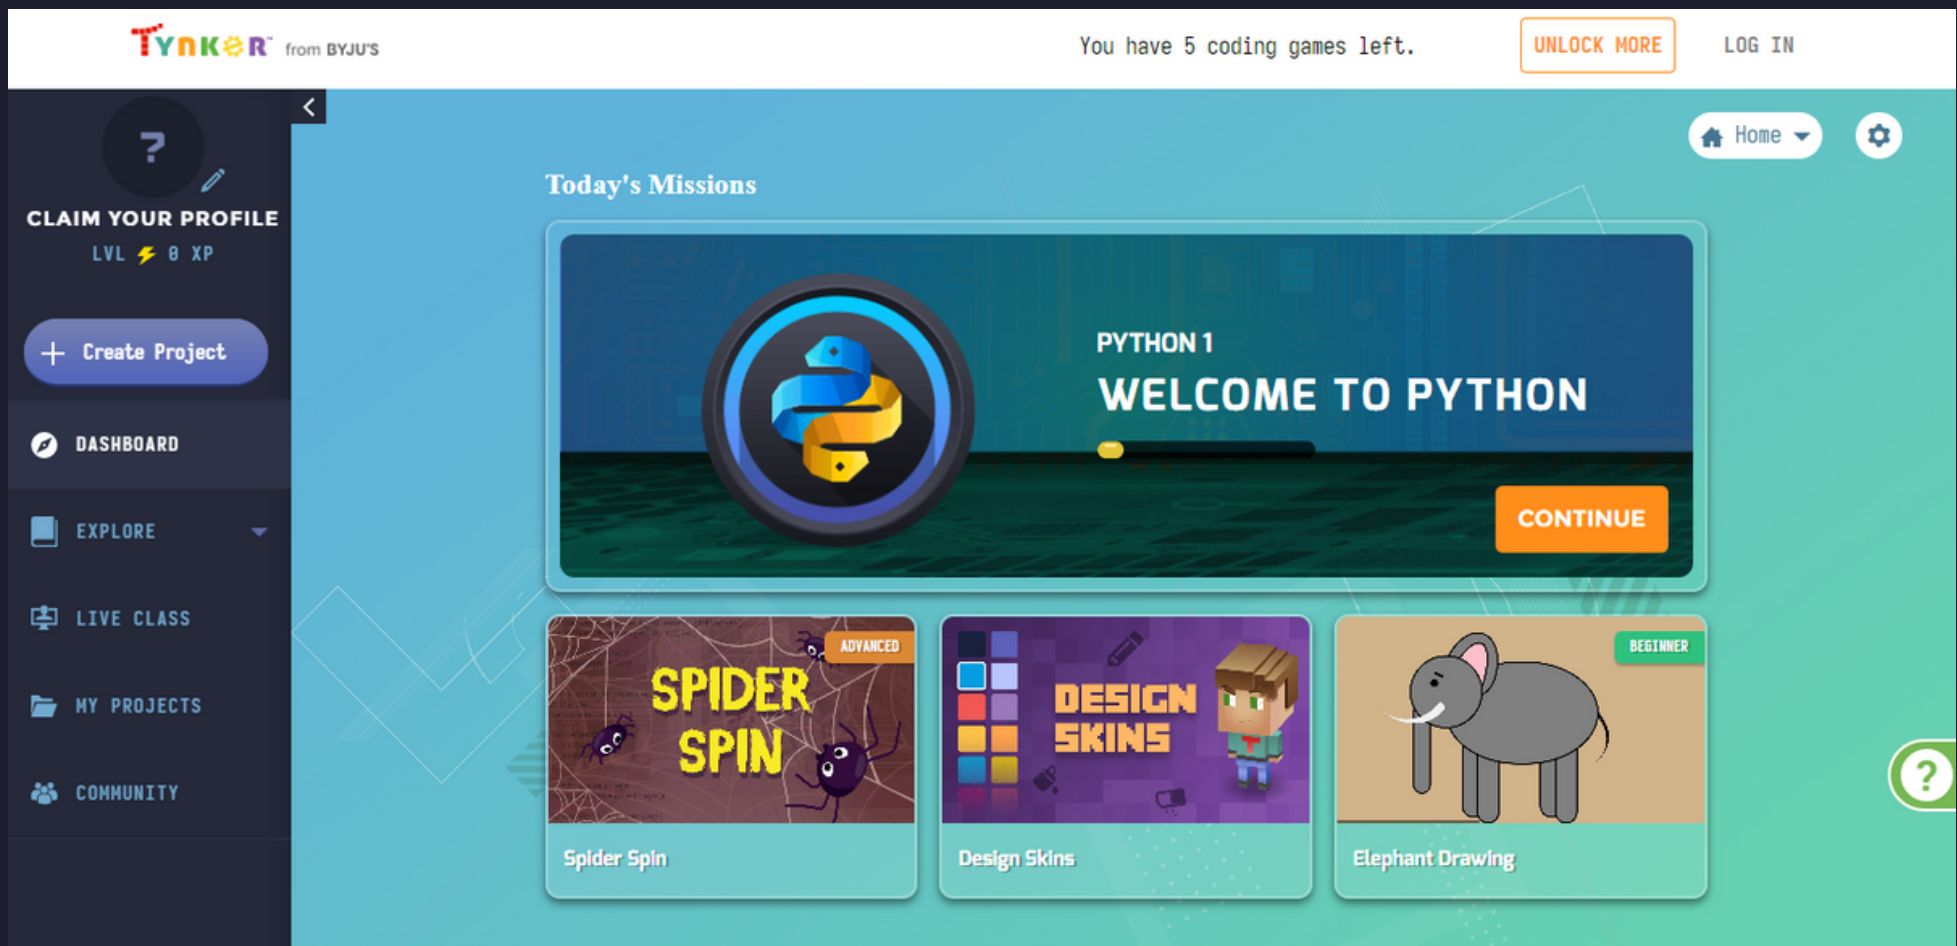 TYNKER™ from BYJU'S
You have 5 coding games left.
UNLOCK MORE
LOG IN
?
CLAIM YOUR PROFILE
LVL 0 XP
+ Create Project
DASHBOARD
EXPLORE
LIVE CLASS
MY PROJECTS
COMMUNITY
Home
Today's Missions
PYTHON 1
WELCOME TO PYTHON
CONTINUE
ADVANCED
SPIDER
SPIN
Spider Spin
DESIGN
SKINS
Design Skins
BEGINNER
Elephant Drawing
?